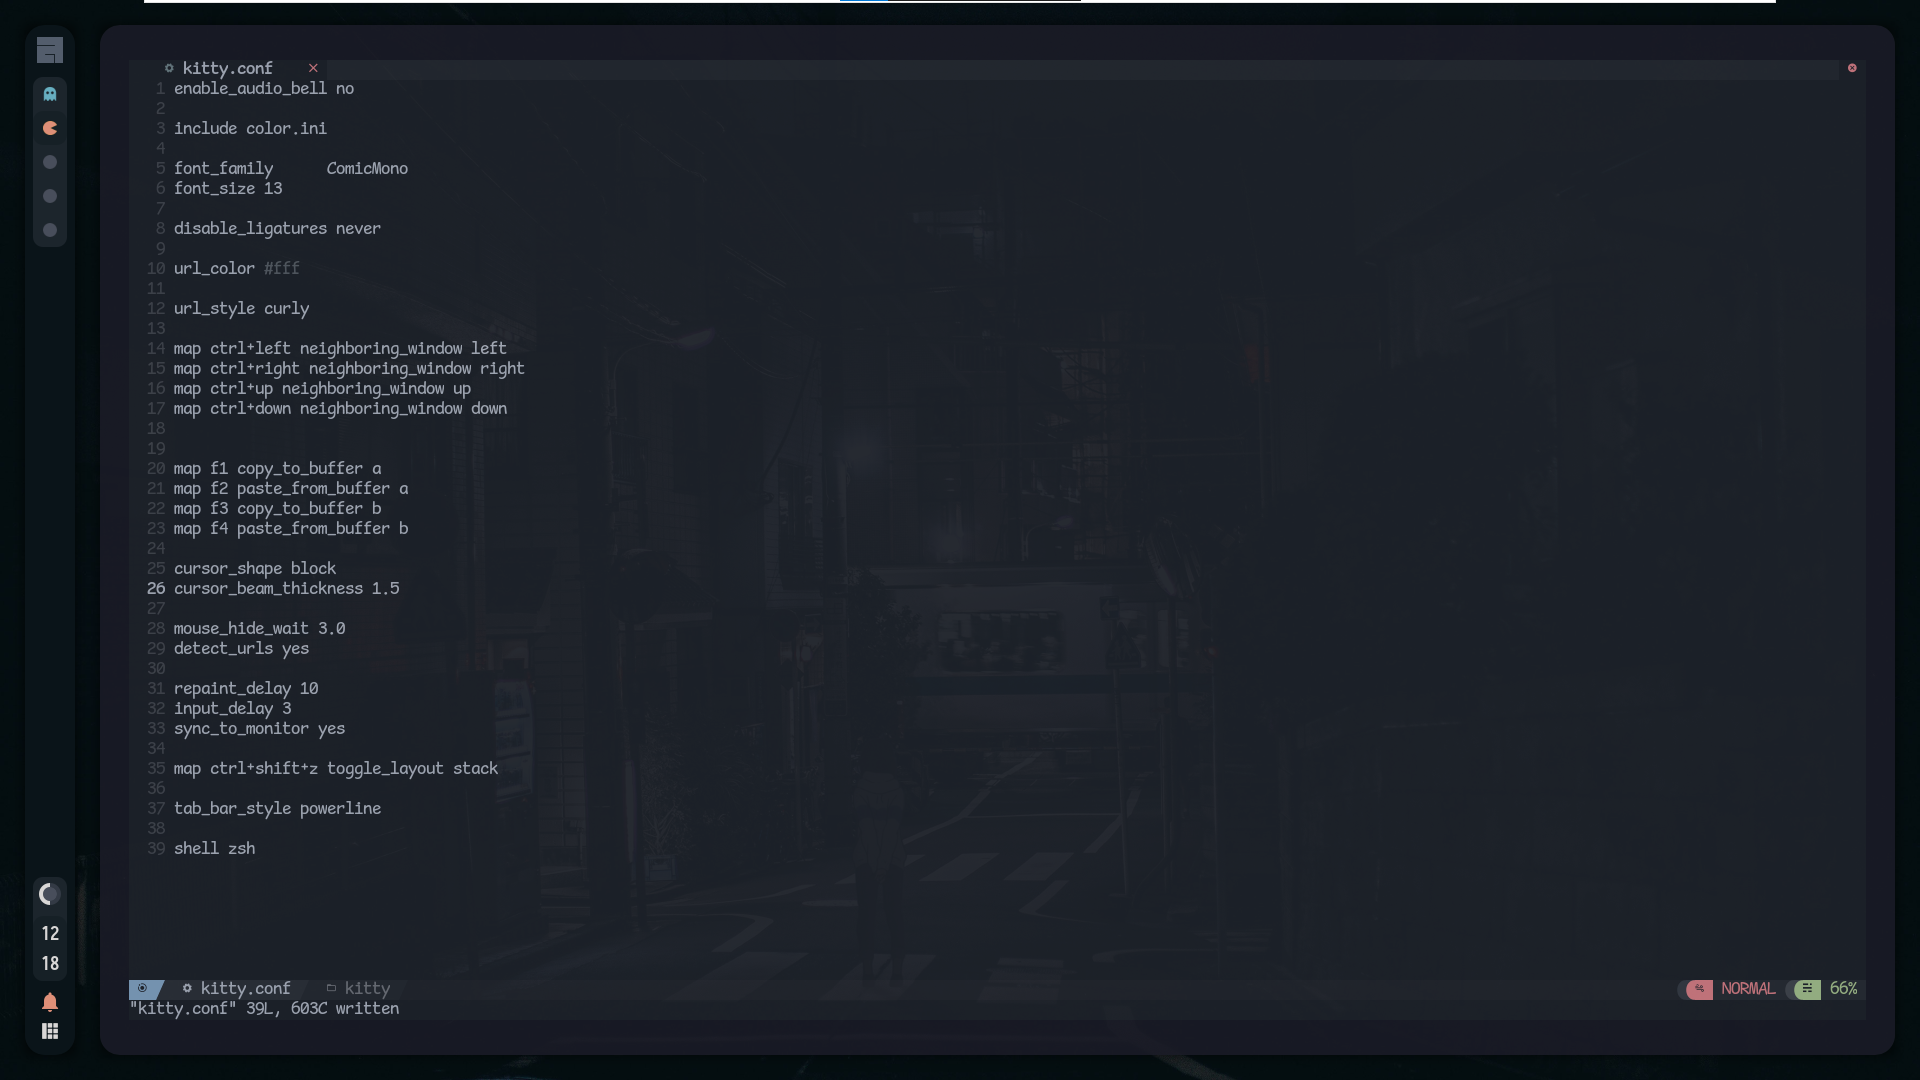 kitty.conf
1 enable_audio_bell no
2
3 include color.ini
4
5 font_family      ComicMono
6 font_size 13
7
8 disable_ligatures never
9
10 url_color #fff
11
12 url_style curly
13
14 map ctrl+left neighboring_window left
15 map ctrl+right neighboring_window right
16 map ctrl+up neighboring_window up
17 map ctrl+down neighboring_window down
18
19
20 map f1 copy_to_buffer a
21 map f2 paste_from_buffer a
22 map f3 copy_to_buffer b
23 map f4 paste_from_buffer b
24
25 cursor_shape block
26 cursor_beam_thickness 1.5
27
28 mouse_hide_wait 3.0
29 detect_urls yes
30
31 repaint_delay 10
32 input_delay 3
33 sync_to_monitor yes
34
35 map ctrl+shift+z toggle_layout stack
36
37 tab_bar_style powerline
38
39 shell zsh
12
18
kitty.conf kitty NORMAL 66%
"kitty.conf" 39L, 603C written